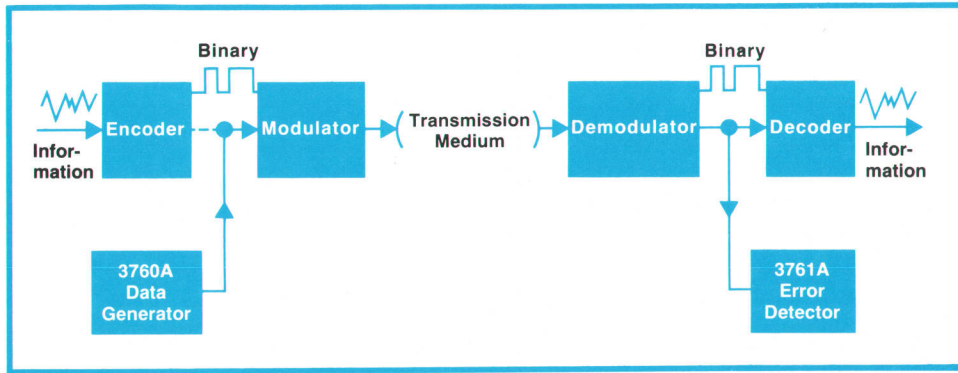 Binary
Encoder
Modulator
Infor-
mation
Transmission
Medium
Binary
Demodulator
Decoder
Infor-
mation
3760A
Data
Generator
3761A
Error
Detector